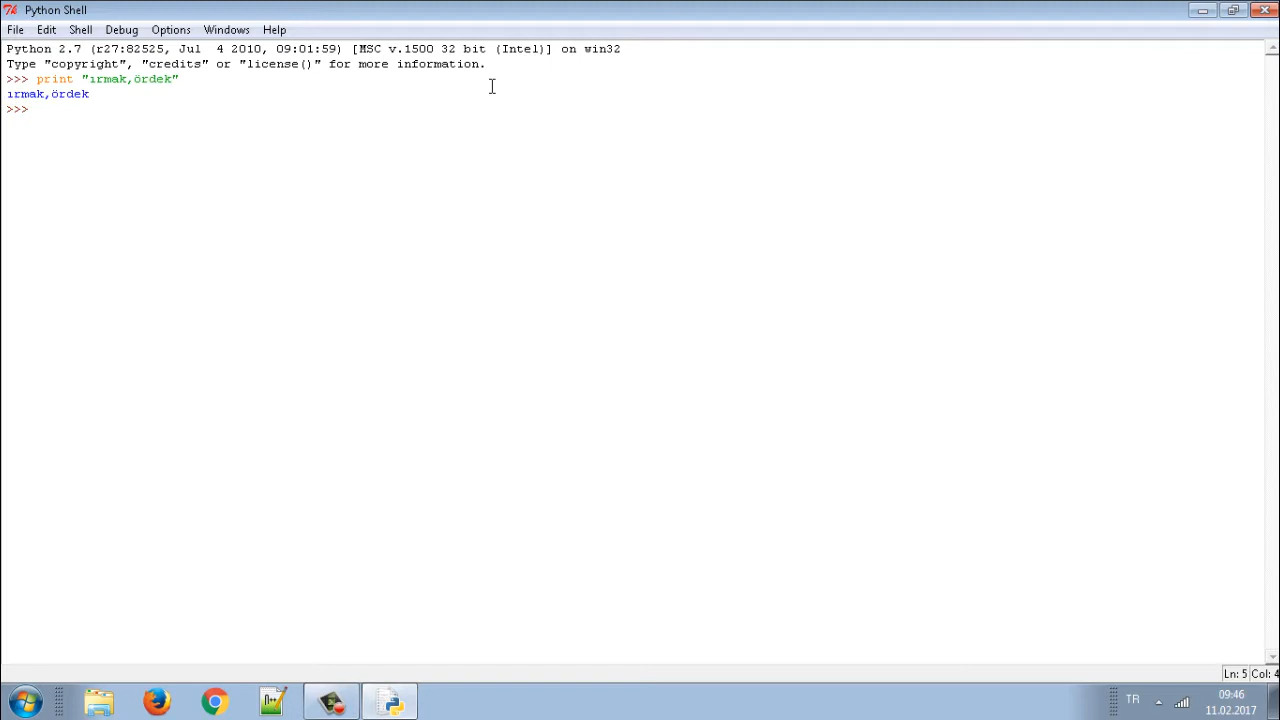 Python Shell
File Edit Shell Debug Options Windows Help
Python 2.7 (r27:82525, Jul  4 2010, 09:01:59) [MSC v.1500 32 bit (Intel)] on win32
Type "copyright", "credits" or "license()" for more information.
>>> print "ırmak,ördek"
ırmak,ördek
>>>
Ln: 5 Col: 4
TR
09:46
11.02.2017